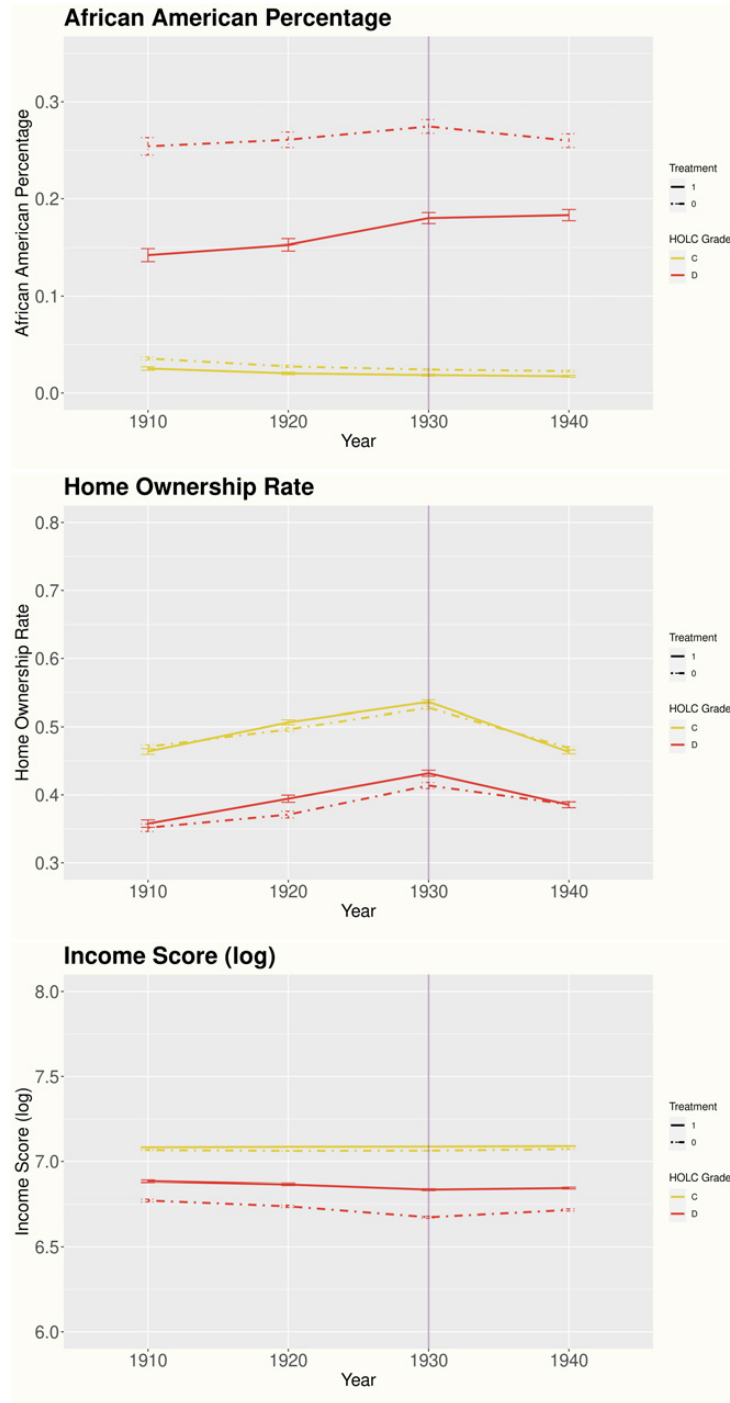 African American Percentage
African American Percentage
0.3
0.2
0.1
0.0
1910 1920 1930 1940
Year
Treatment
1
0
HOLC Grade
C
D
Home Ownership Rate
Home Ownership Rate
0.8
0.7
0.6
0.5
0.4
0.3
1910 1920 1930 1940
Year
Treatment
1
0
HOLC Grade
C
D
Income Score (log)
Income Score (log)
8.0
7.5
7.0
6.5
6.0
1910 1920 1930 1940
Year
Treatment
1
0
HOLC Grade
C
D